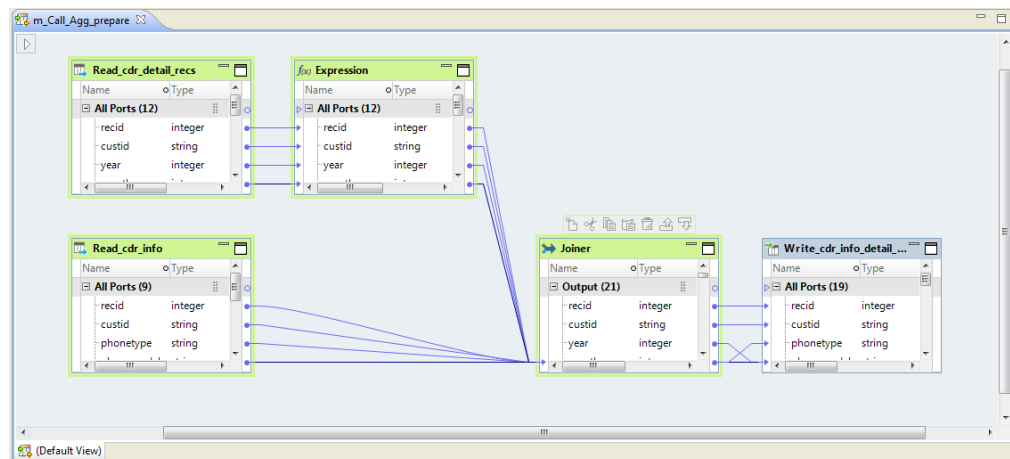 m_Call_Agg_prepare
Read_cdr_detail_recs
Name Type
All Ports (12)
recid integer
custid string
year integer
f(x) Expression
Name Type
All Ports (12)
recid integer
custid string
year integer
Read_cdr_info
Name Type
All Ports (9)
recid integer
custid string
phonetype string
Joiner
Name Type
Output (21)
recid integer
custid string
year integer
Write_cdr_info_detail_...
Name Type
All Ports (19)
recid integer
custid string
phonetype string
(Default View)